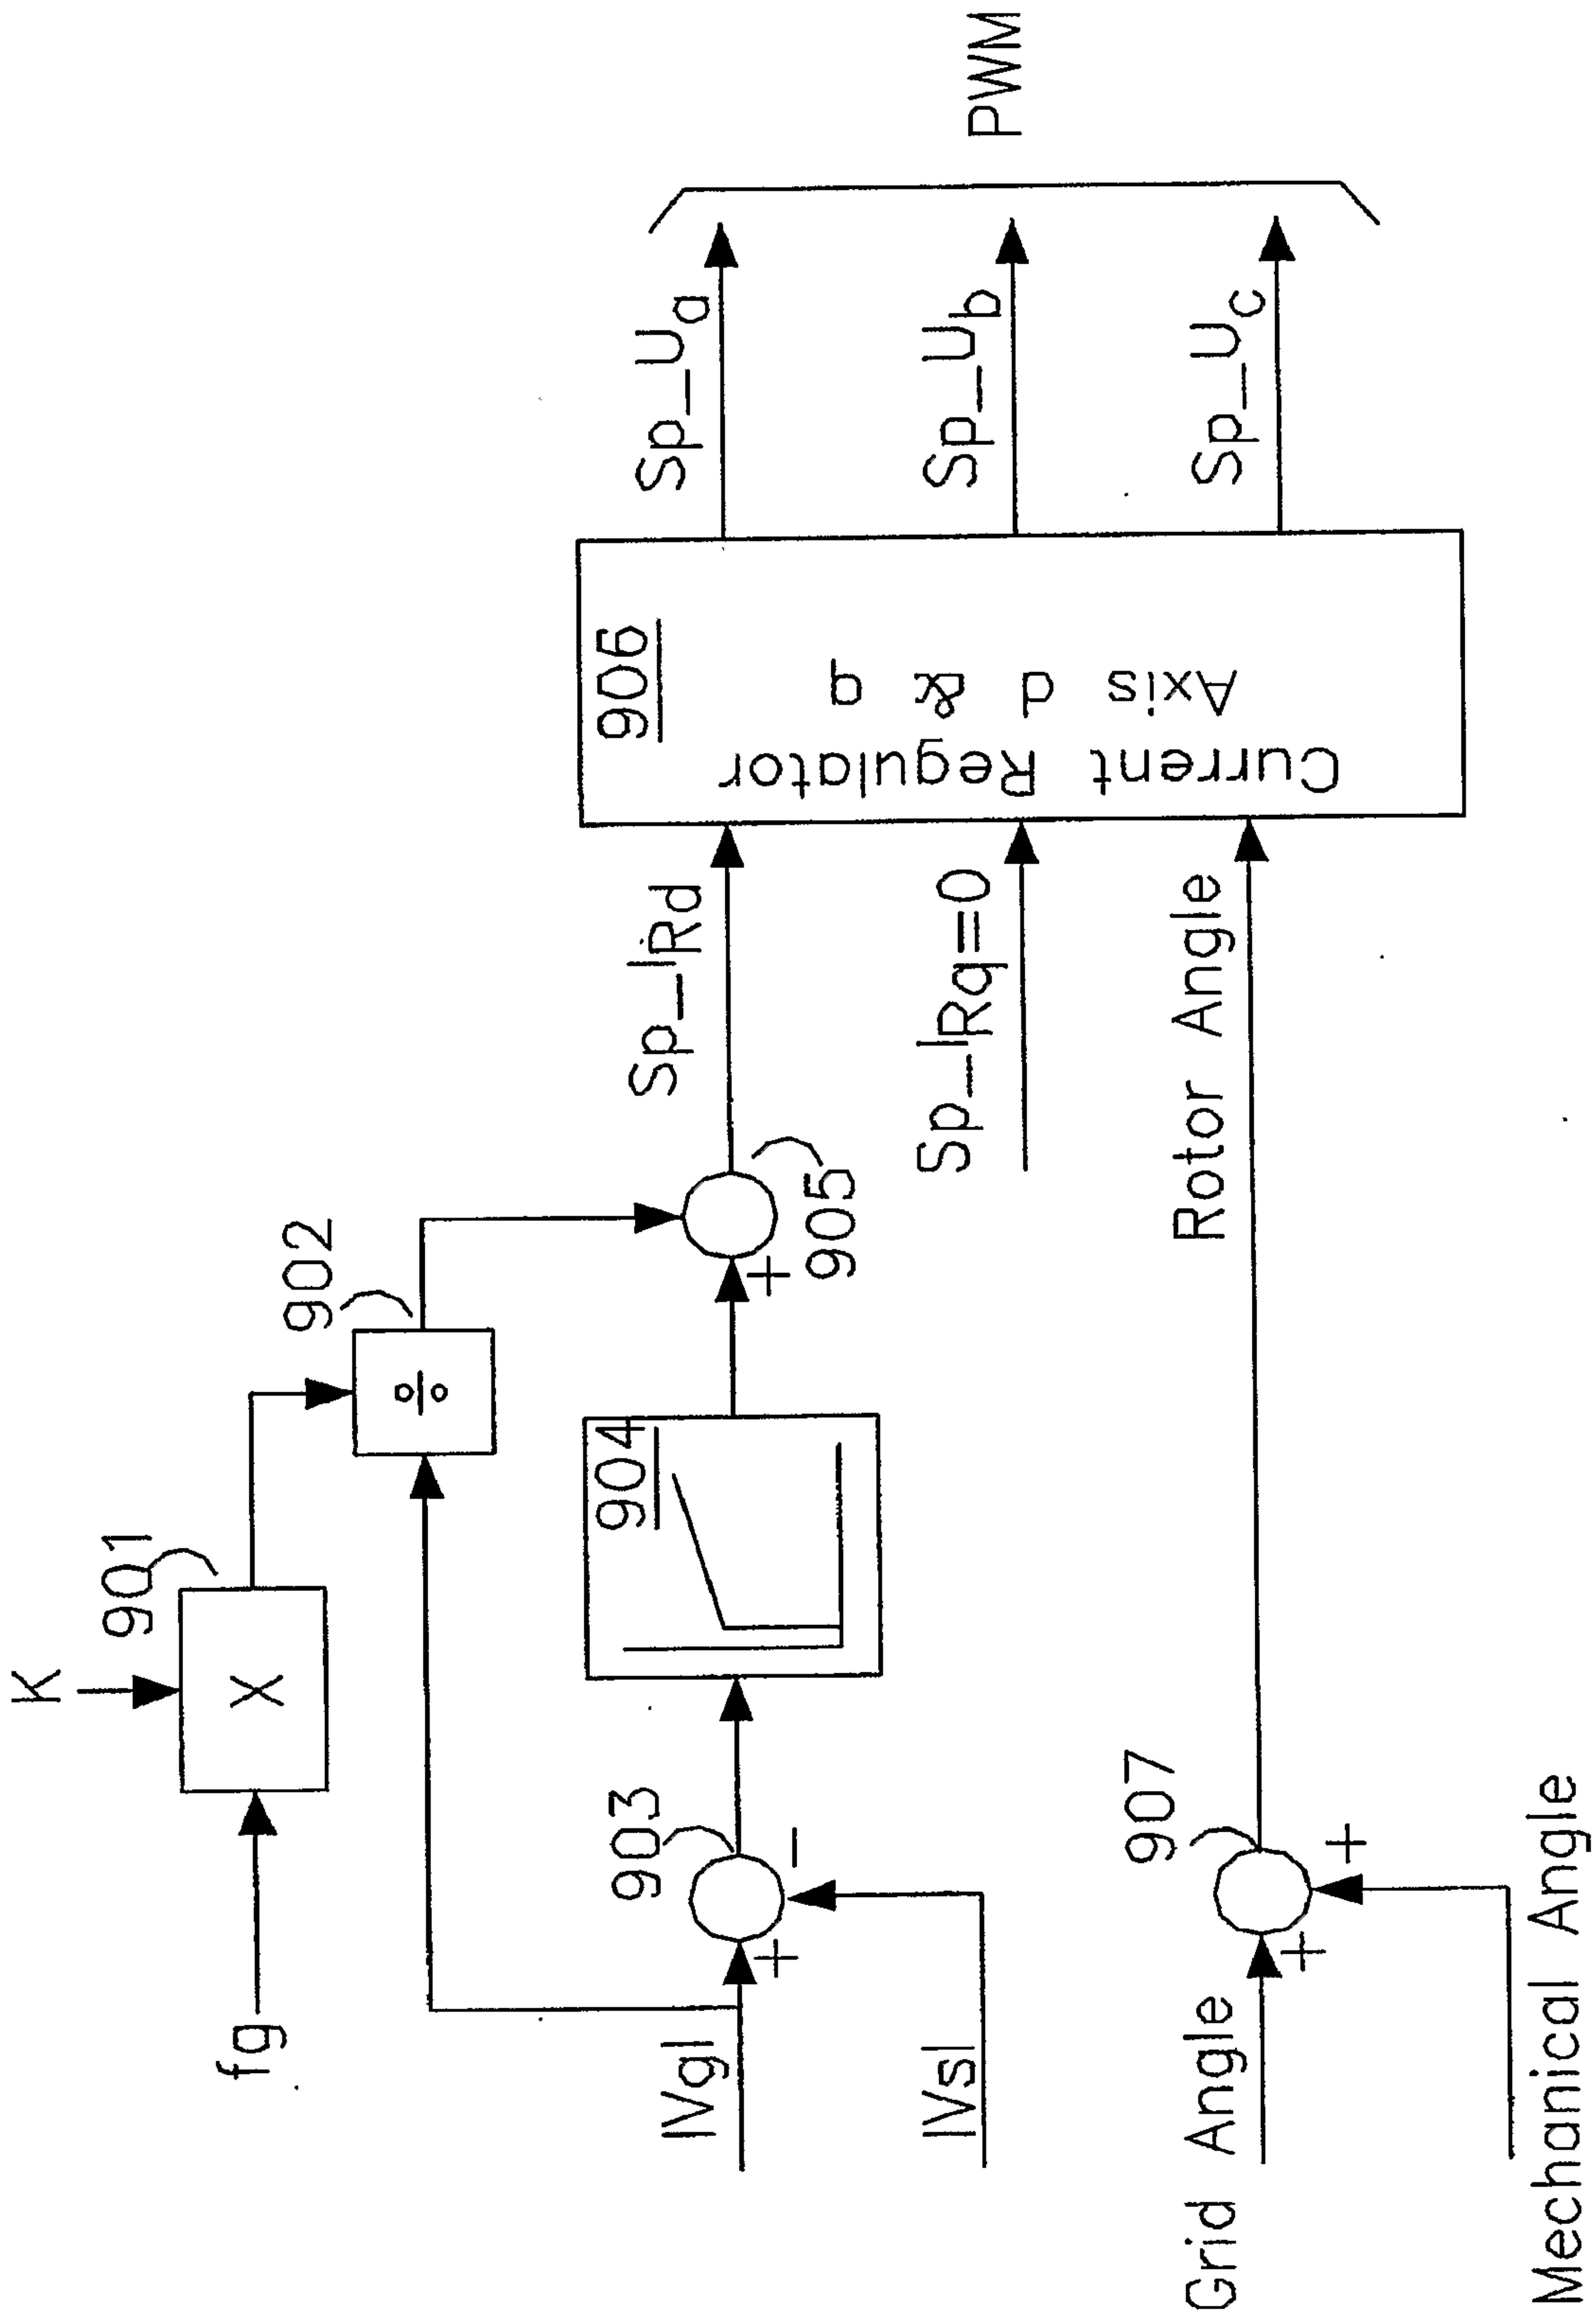 K
901
X
fg
902
÷
|Vg|
+
903
-
|Vs|
904
+
905
Sp_IRd
Sp_IRq=0
Rotor Angle
Grid Angle
+
907
+
Mechanical Angle
906
Current Regulator
Axis d & q
Sp_Ua
Sp_Ub
Sp_Uc
PWM